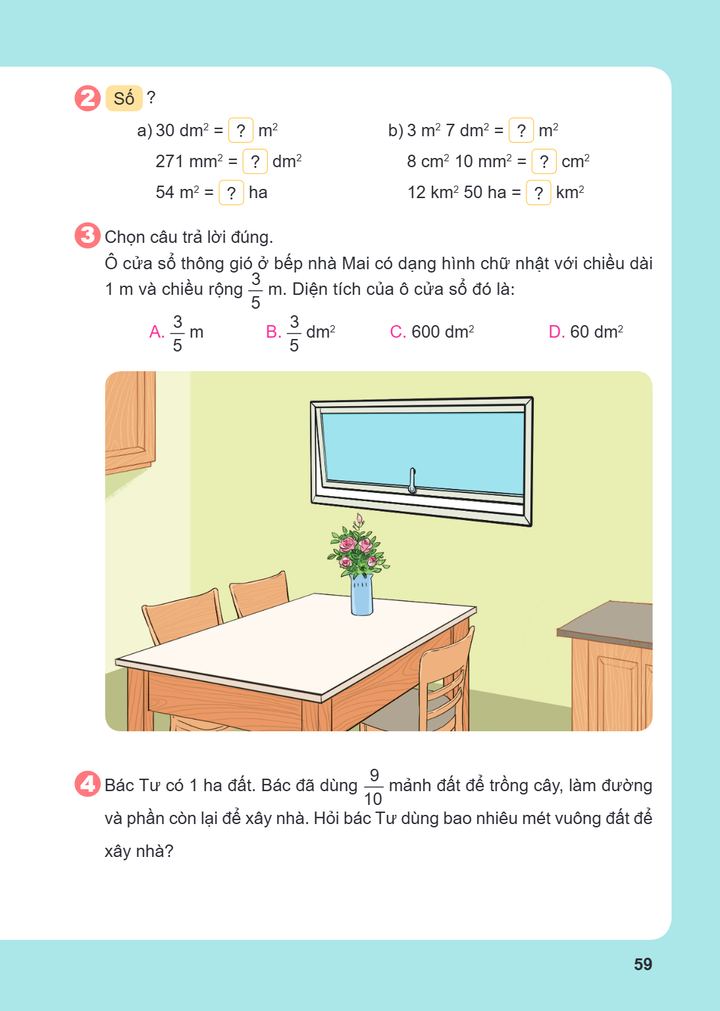 2 Số ?
a) 30 dm² = ? m²
b) 3 m² 7 dm² = ? m²
271 mm² = ? dm²
8 cm² 10 mm² = ? cm²
54 m² = ? ha
12 km² 50 ha = ? km²
3 Chọn câu trả lời đúng.
Ô cửa sổ thông gió ở bếp nhà Mai có dạng hình chữ nhật với chiều dài
1 m và chiều rộng 3/5 m. Diện tích của ô cửa sổ đó là:
A. 3/5 m B. 3/5 dm² C. 600 dm² D. 60 dm²
4 Bác Tư có 1 ha đất. Bác đã dùng 9/10 mảnh đất để trồng cây, làm đường
và phần còn lại để xây nhà. Hỏi bác Tư dùng bao nhiêu mét vuông đất để
xây nhà?
59